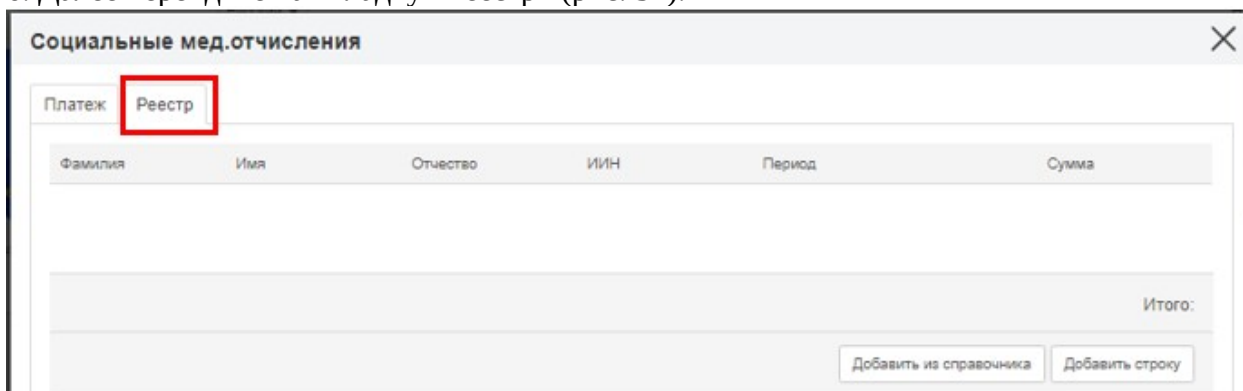 Социальные мед.отчисления
Платеж Реестр
Фамилия Имя Отчество ИИН Период Сумма
Итого:
Добавить из справочника Добавить строку